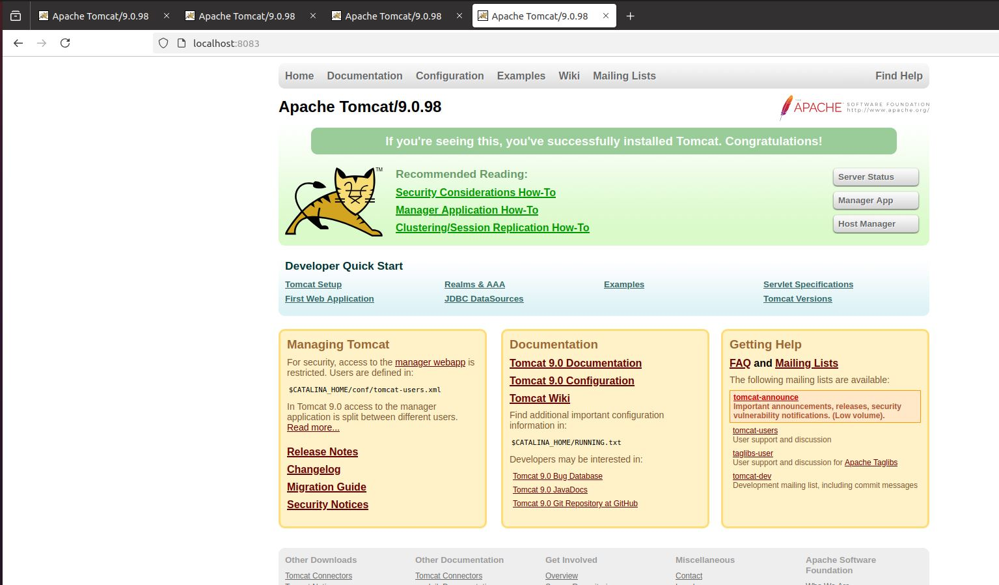 Apache Tomcat/9.0.98
Apache Tomcat/9.0.98
Apache Tomcat/9.0.98
Apache Tomcat/9.0.98
localhost:8083
Home Documentation Configuration Examples Wiki Mailing Lists Find Help
Apache Tomcat/9.0.98
THE
APACHE SOFTWARE FOUNDATION
http://www.apache.org/
If you're seeing this, you've successfully installed Tomcat. Congratulations!
TM
Recommended Reading:
Security Considerations How-To
Manager Application How-To
Clustering/Session Replication How-To
Server Status
Manager App
Host Manager
Developer Quick Start
Tomcat Setup
First Web Application
Realms & AAA
JDBC DataSources
Examples
Servlet Specifications
Tomcat Versions
Managing Tomcat
For security, access to the manager webapp is
restricted. Users are defined in:
$CATALINA_HOME/conf/tomcat-users.xml
In Tomcat 9.0 access to the manager
application is split between different users.
Read more...
Release Notes
Changelog
Migration Guide
Security Notices
Documentation
Tomcat 9.0 Documentation
Tomcat 9.0 Configuration
Tomcat Wiki
Find additional important configuration
information in:
$CATALINA_HOME/RUNNING.txt
Developers may be interested in:
Tomcat 9.0 Bug Database
Tomcat 9.0 JavaDocs
Tomcat 9.0 Git Repository at GitHub
Getting Help
FAQ and Mailing Lists
The following mailing lists are available:
tomcat-announce
Important announcements, releases, security
vulnerability notifications. (Low volume).
tomcat-users
User support and discussion
taglibs-user
User support and discussion for Apache Taglibs
tomcat-dev
Development mailing list, including commit messages
Other Downloads
Tomcat Connectors
Other Documentation
Tomcat Connectors
Get Involved
Overview
Miscellaneous
Contact
Apache Software
Foundation